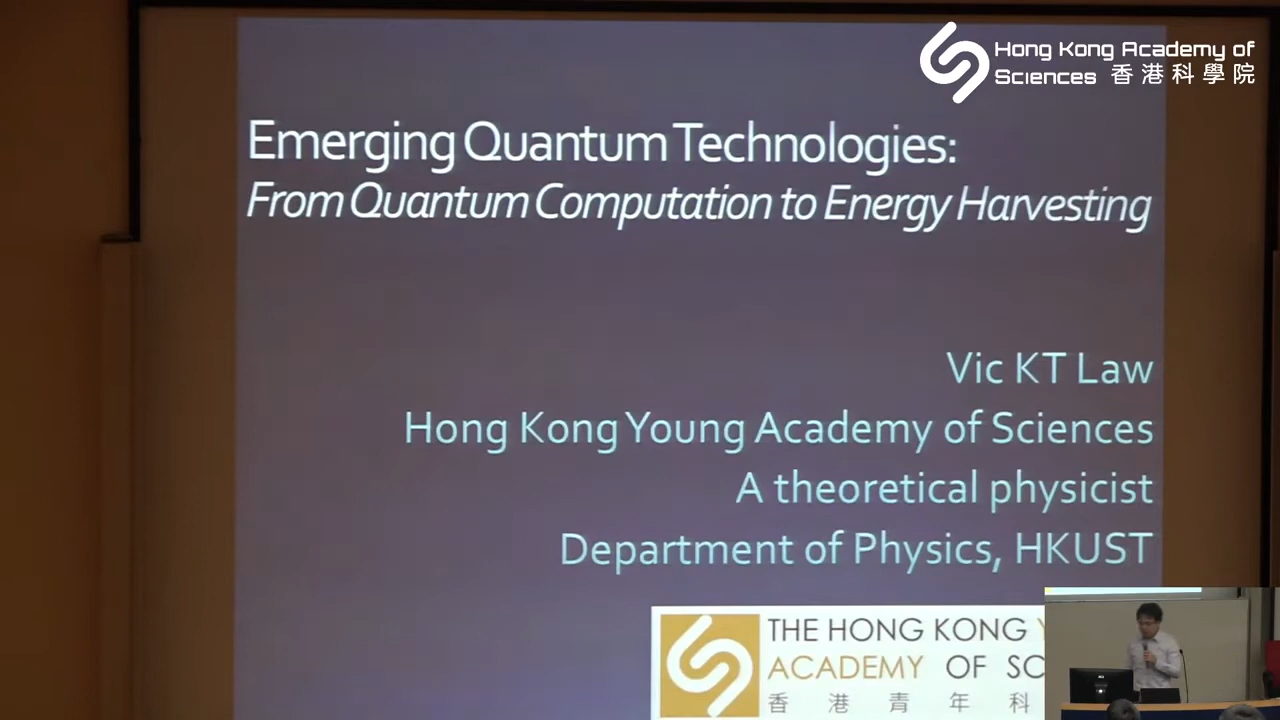 Hong Kong Academy of
Sciences 香港科學院
Emerging Quantum Technologies:
From Quantum Computation to Energy Harvesting
Vic KT Law
Hong Kong Young Academy of Sciences
A theoretical physicist
Department of Physics, HKUST
THE HONG KONG
ACADEMY OF SC
香港青年科